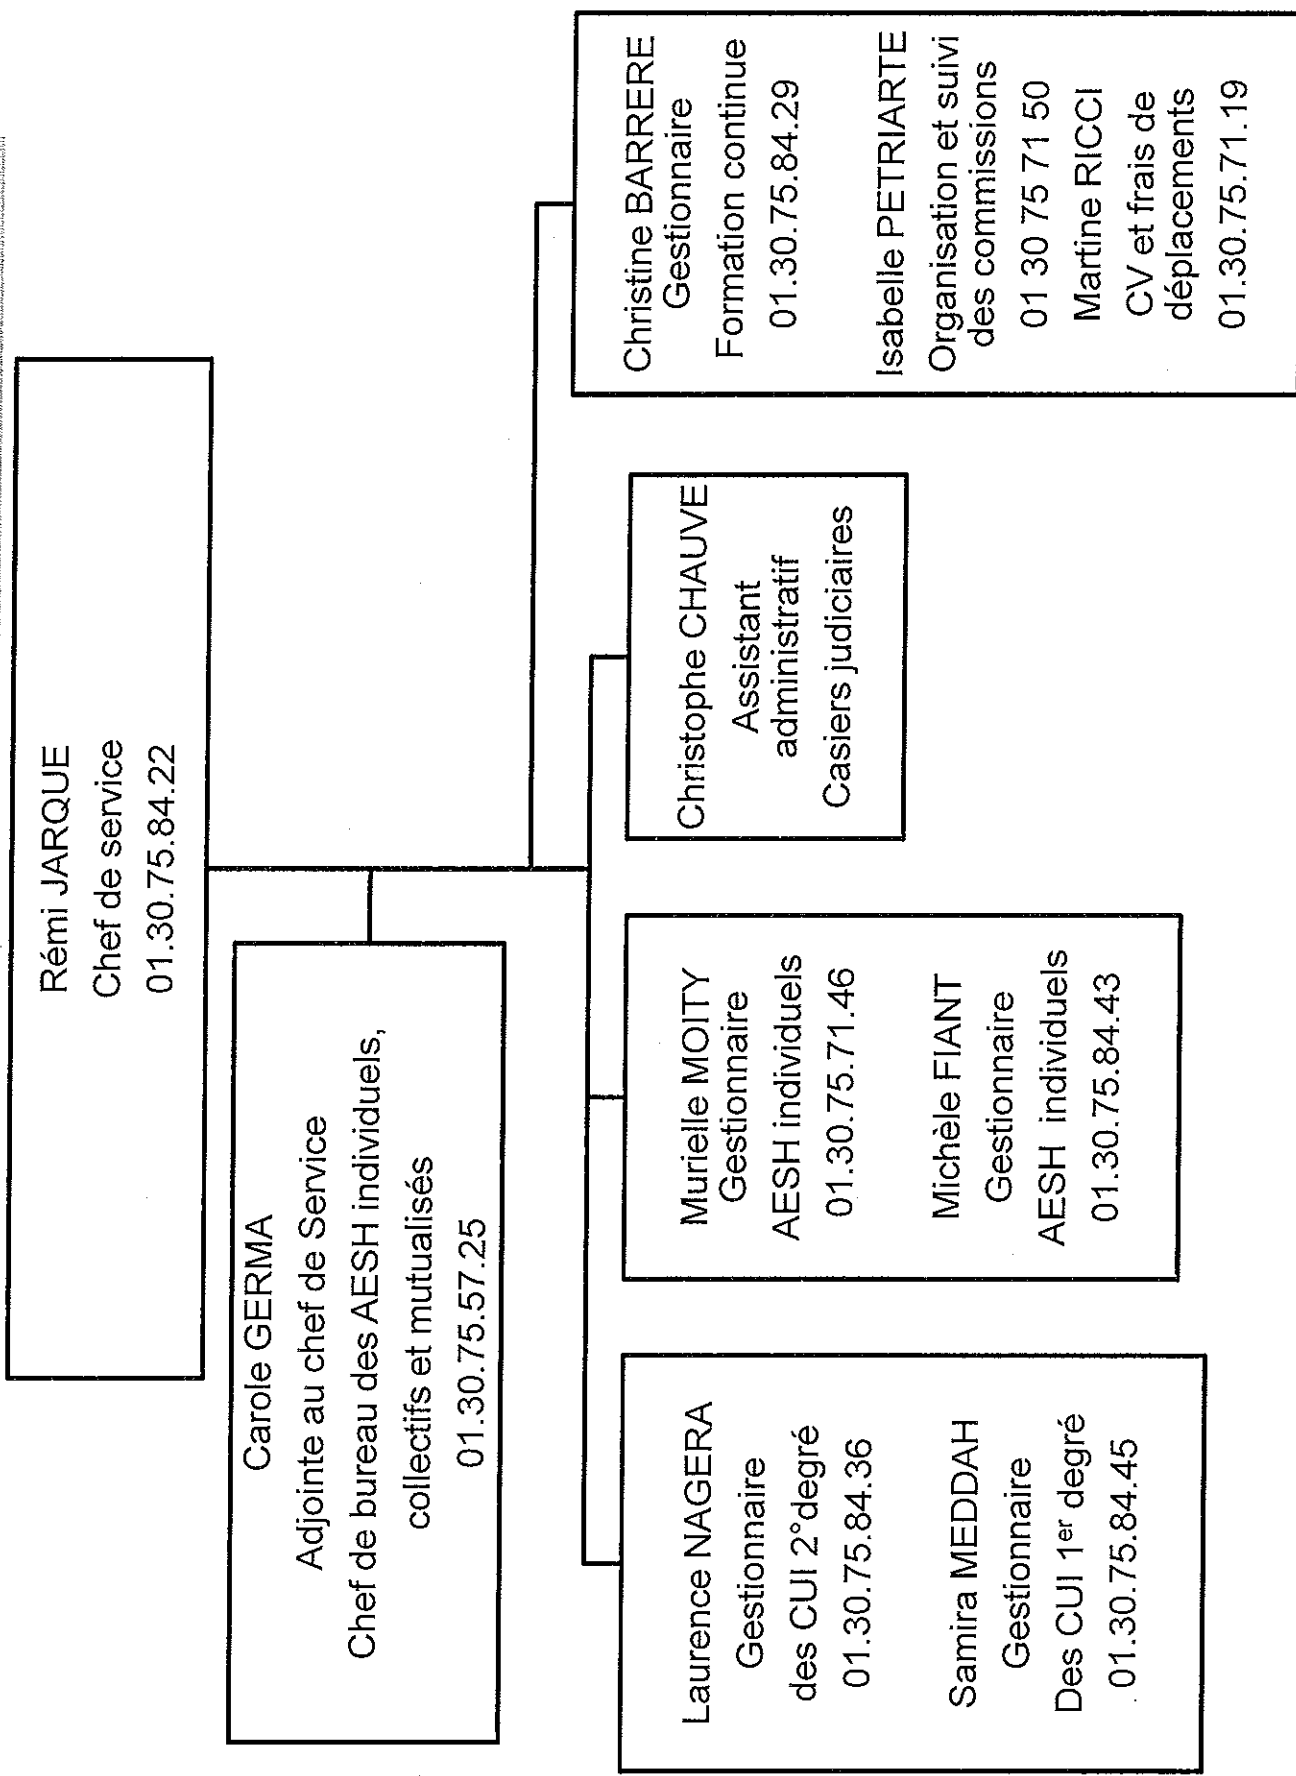 Rémi JARQUE
Chef de service
01.30.75.84.22
Carole GERMA
Adjointe au chef de Service
Chef de bureau des AESH individuels,
collectifs et mutualisés
01.30.75.57.25
Laurence NAGERA
Gestionnaire
des CUI 2°degré
01.30.75.84.36
Samira MEDDAH
Gestionnaire
Des CUI 1er degré
01.30.75.84.45
Murielle MOITY
Gestionnaire
AESH individuels
01.30.75.71.46
Michèle FIANT
Gestionnaire
AESH individuels
01.30.75.84.43
Christophe CHAUVE
Assistant
administratif
Casiers judiciaires
Christine BARRERE
Gestionnaire
Formation continue
01.30.75.84.29
Isabelle PETRIARTE
Organisation et suivi
des commissions
01 30 75 71 50
Martine RICCI
CV et frais de
déplacements
01.30.75.71.19